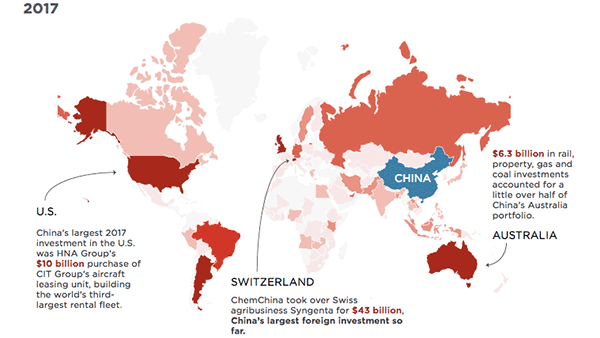 2017
CHINA
$6.3 billion in rail,
property, gas and
coal investments
accounted for a
little over half of
China's Australia
portfolio.
AUSTRALIA
U.S.
China's largest 2017
investment in the U.S.
was HNA Group's
$10 billion purchase of
CIT Group's aircraft
leasing unit, building
the world's third-
largest rental fleet.
SWITZERLAND
ChemChina took over Swiss
agribusiness Syngenta for $43 billion,
China's largest foreign investment so
far.